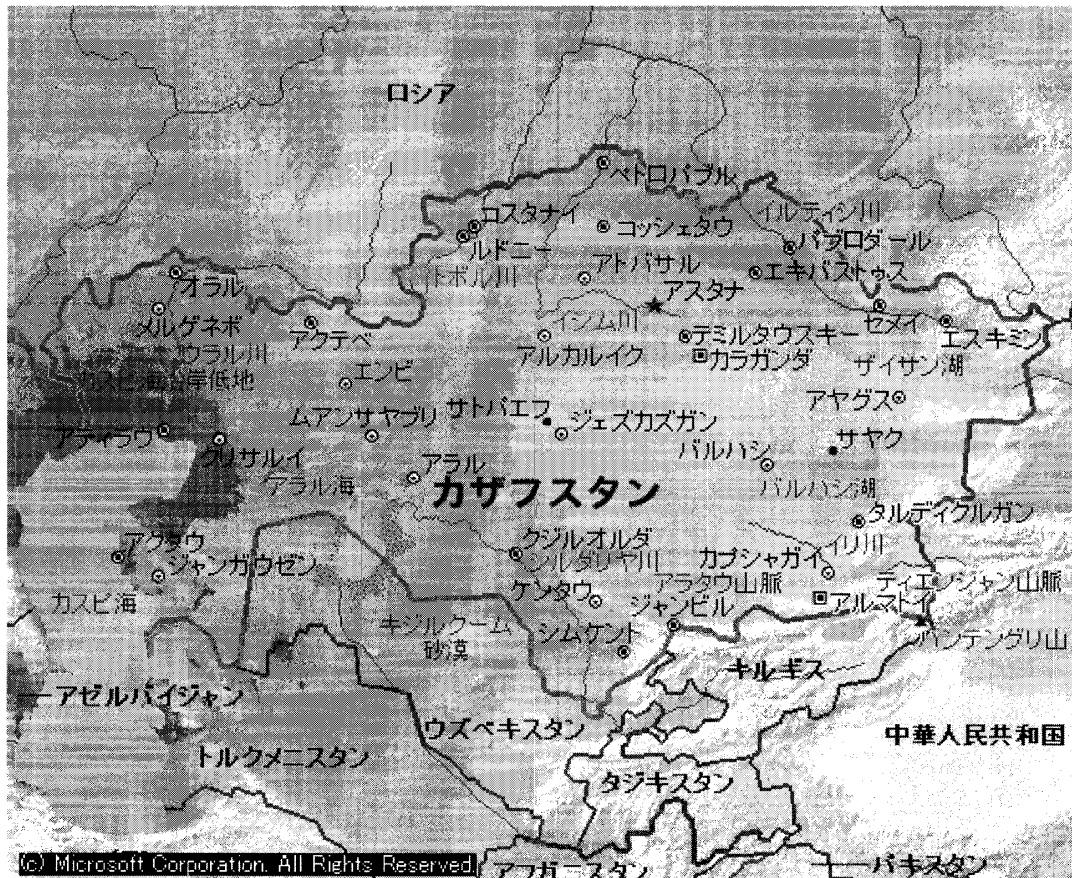 ロシア
ペトロパブル
コスタナイ
コッシェタウ
イルティシ川
ルドニー
パブロダール
トボル川
アトバサル
エキバストゥス
オラル
アスタナ
メルゲネボ
アクテベ
イシム川
テミルタウスキー
セメイ
エスキミン
ウラル川
アルカルイク
カラガンダ
ザイサン湖
カスピ海沿岸低地
エンビ
アヤグス
ムアンサヤブリ
サトパエフ
ジェズカズガン
アティラウ
クリサルイ
バルハシ
サヤク
アラル
アラル海
カザフスタン
バルハシ湖
タルディクルガン
アクタウ
クジルオルダ
シルダリヤ川
カプシャガイ
イリ川
ジャンガウゼン
ケンタウ
アラタウ山脈
ティエンシャン山脈
カスピ海
ジャンビル
アルマトイ
キジルクーム
砂漠
シムケント
ハンテングリ山
キルギス
アゼルバイジャン
ウズベキスタン
中華人民共和国
トルクメニスタン
タジキスタン
(c) Microsoft Corporation. All Rights Reserved.
アフガニスタン
パキスタン